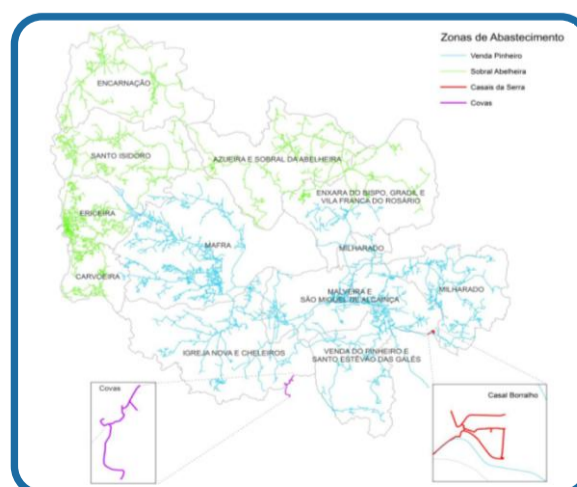 Zonas de Abastecimento
Venda Pinheiro
Sobral Abelheira
Casais da Serra
Covas
ENCARNAÇÃO
SANTO ISIDORO
AZUEIRA E SOBRAL DA ABELHEIRA
ENXARA DO BISPO, GRADIL E
VILA FRANCA DO ROSÁRIO
ERICEIRA
MAFRA
MILHARADO
CARVOEIRA
MALVEIRA E
SÃO MIGUEL DE ALCAINÇA
MILHARADO
IGREJA NOVA E CHELEIROS
VENDA DO PINHEIRO E
SANTO ESTÊVÃO DAS GALÉS
Covas
Casal Borralho